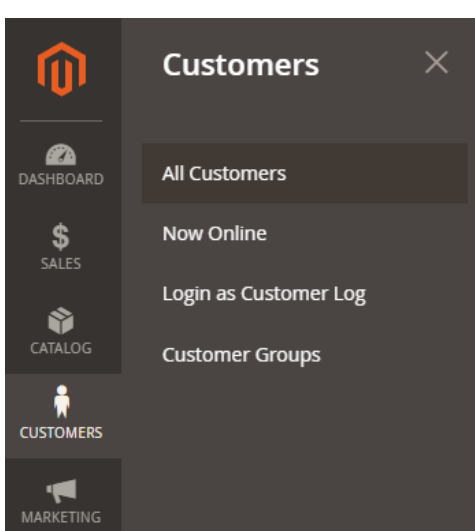 Customers
DASHBOARD
SALES
CATALOG
CUSTOMERS
MARKETING
All Customers
Now Online
Login as Customer Log
Customer Groups